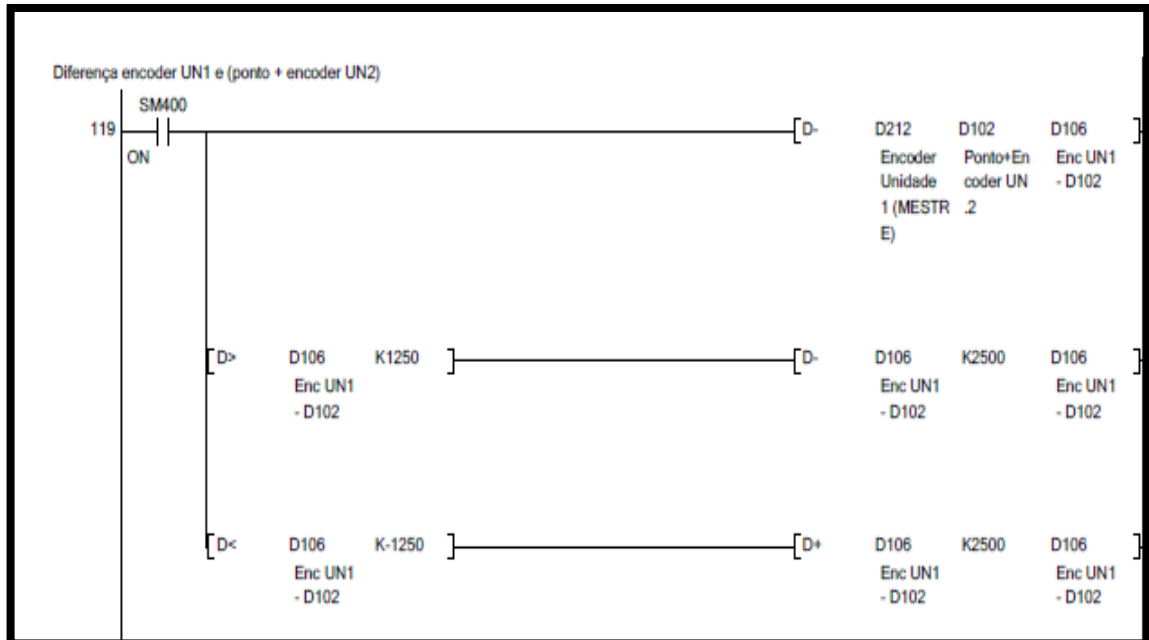 Diferença encoder UN1 e (ponto + encoder UN2)
SM400
119
ON
D- D212 D102 D106
Encoder Ponto+En Enc UN1
Unidade coder UN - D102
1 (MESTR .2
E)
D> D106 K1250 D- D106 K2500 D106
Enc UN1 Enc UN1 Enc UN1
- D102 - D102 - D102
D< D106 K-1250 D+ D106 K2500 D106
Enc UN1 Enc UN1 Enc UN1
- D102 - D102 - D102